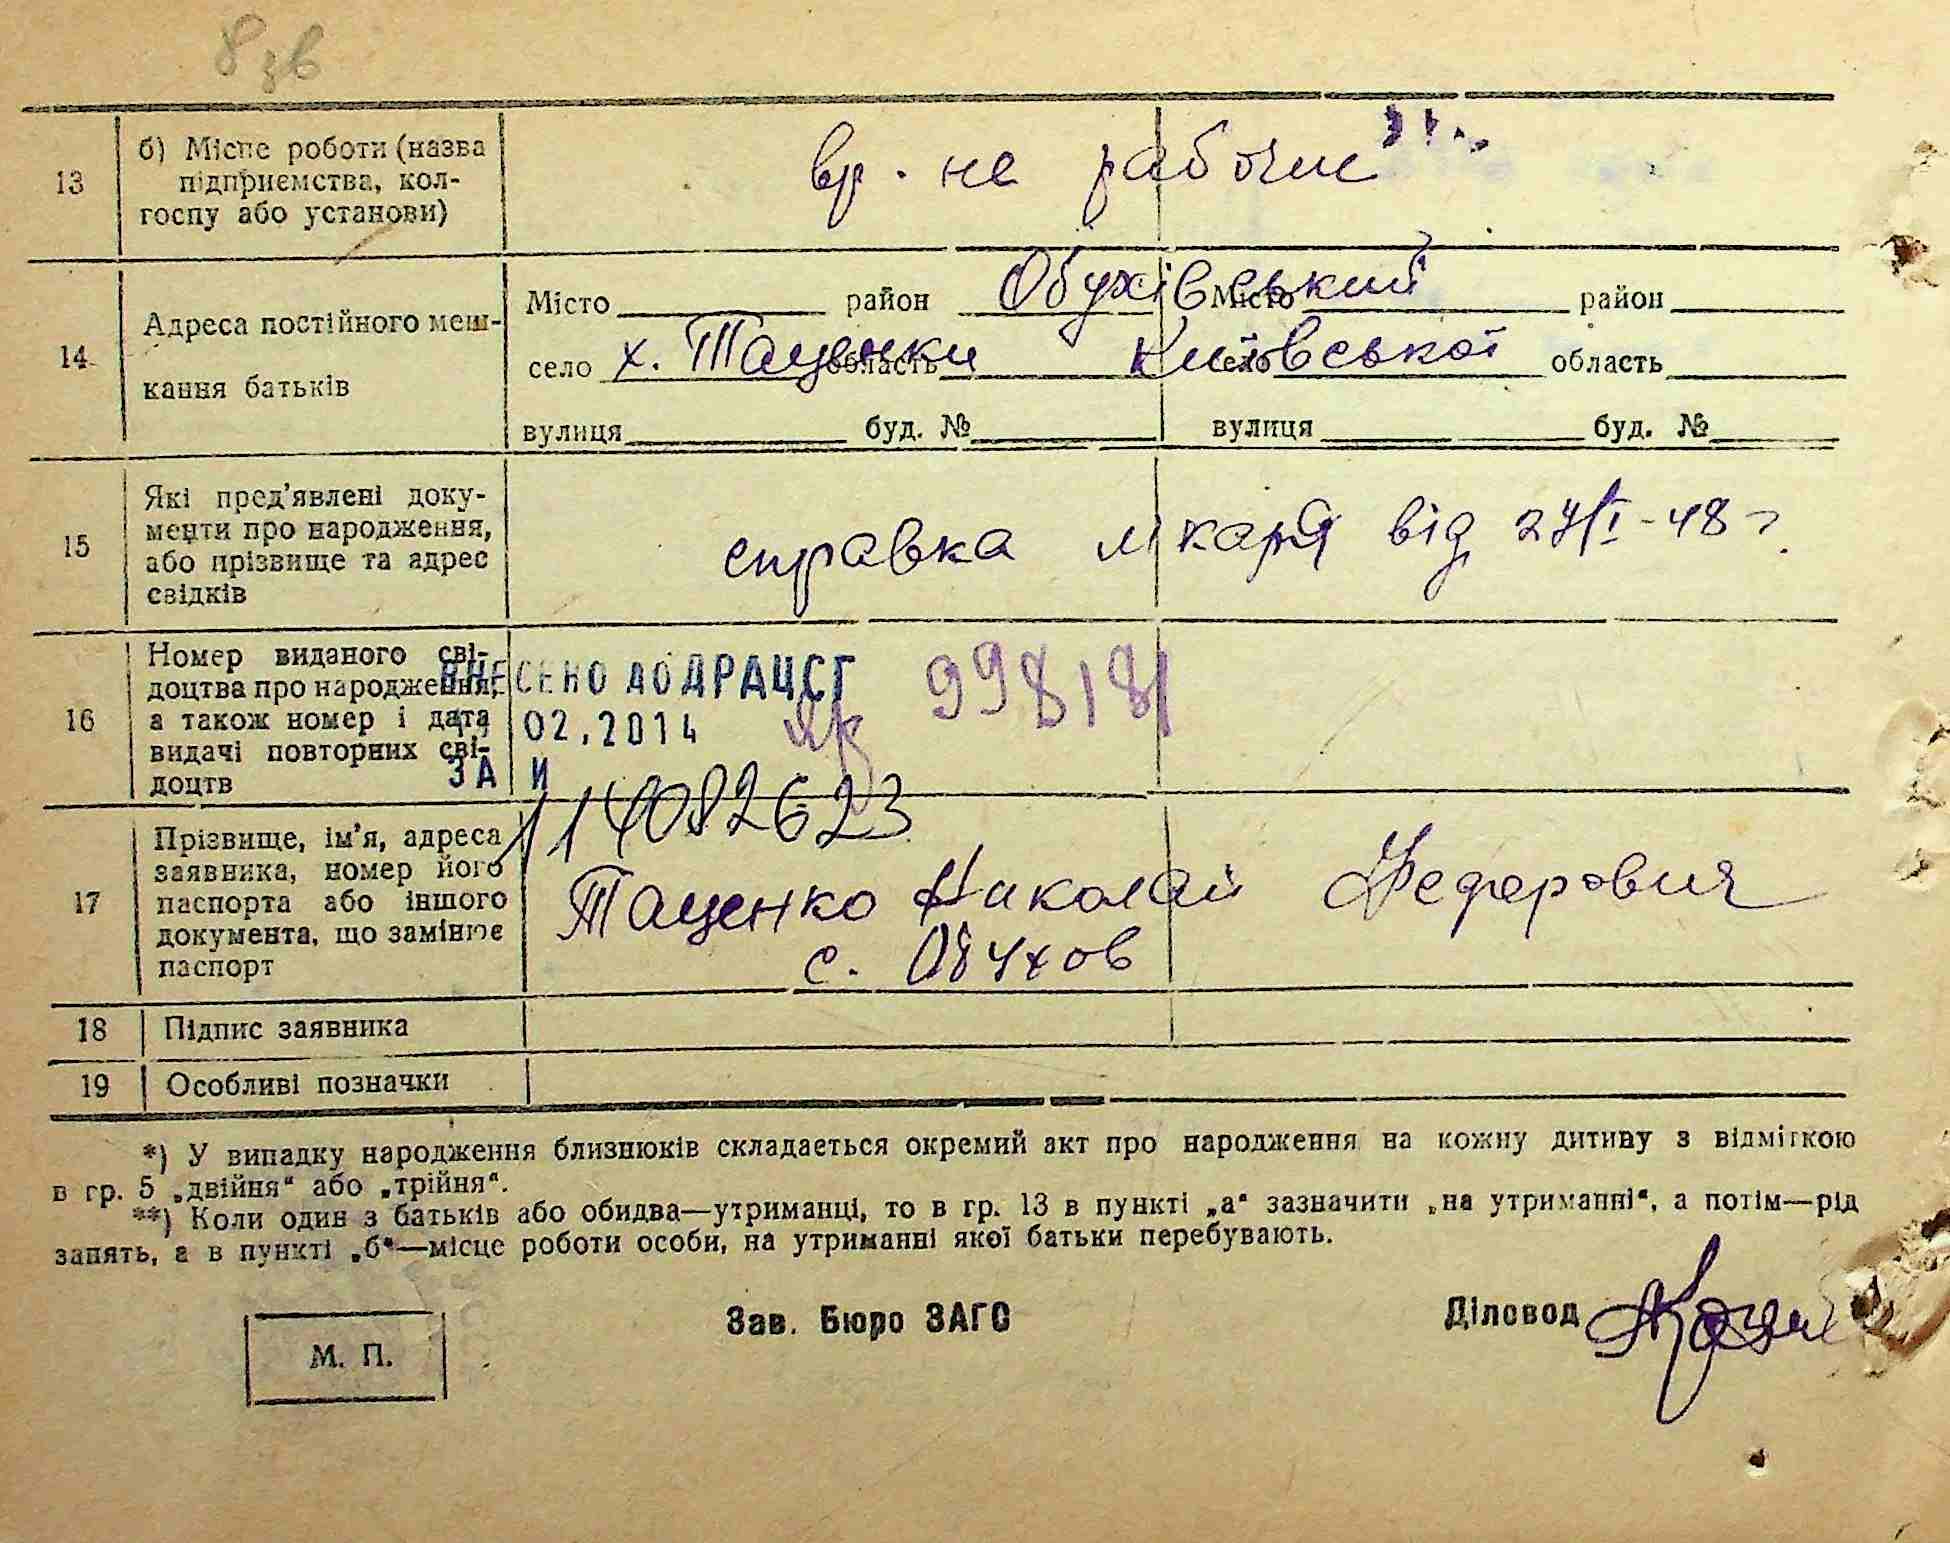 8 зв
13
б) Місце роботи (назва
підприємства, кол-
госпу або установи)
вр. не рабочие
14
Адреса постійного меш-
кання батьків
Місто район Обухівський Місто район
село х. Таценки область Київської село область
вулиця буд. № вулиця буд. №
15
Які пред'явлені доку-
менти про народження,
або прізвище та адрес
свідків
справка лікаря від 27/I-48 г.
16
Номер виданого сві-
доцтва про народження,
а також номер і дата
видачі повторних сві-
доцтв
ВНЕСЕНО ДО ДРАЦСГ
02.2014
ЗА И
998181
114082623
17
Прізвище, ім'я, адреса
заявника, номер його
паспорта або іншого
документа, що замінює
паспорт
Таценко Николай Федорович
с. Обухов
18 Підпис заявника
19 Особливі позначки
*) У випадку народження близнюків складається окремий акт про народження на кожну дитину з відміткою
в гр. 5 „двійня“ або „трійня“.
**) Коли один з батьків або обидва—утриманці, то в гр. 13 в пункті „а“ зазначити „на утриманні“, а потім—рід
занять, а в пункті „б“—місце роботи особи, на утриманні якої батьки перебувають.
М. П.
Зав. Бюро ЗАГС
Діловод